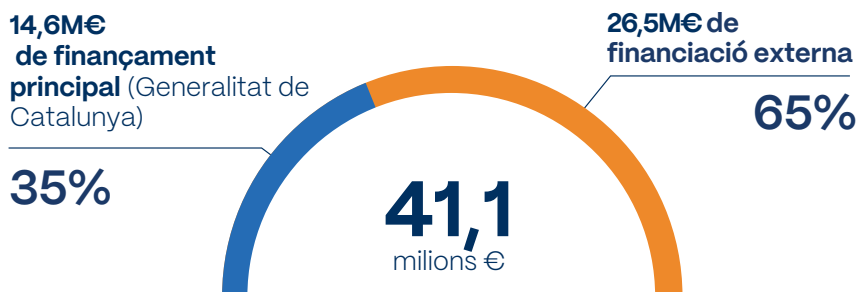 14,6M€
de finançament
principal (Generalitat de
Catalunya)
35%
26,5M€ de
financiació externa
65%
41,1
milions €